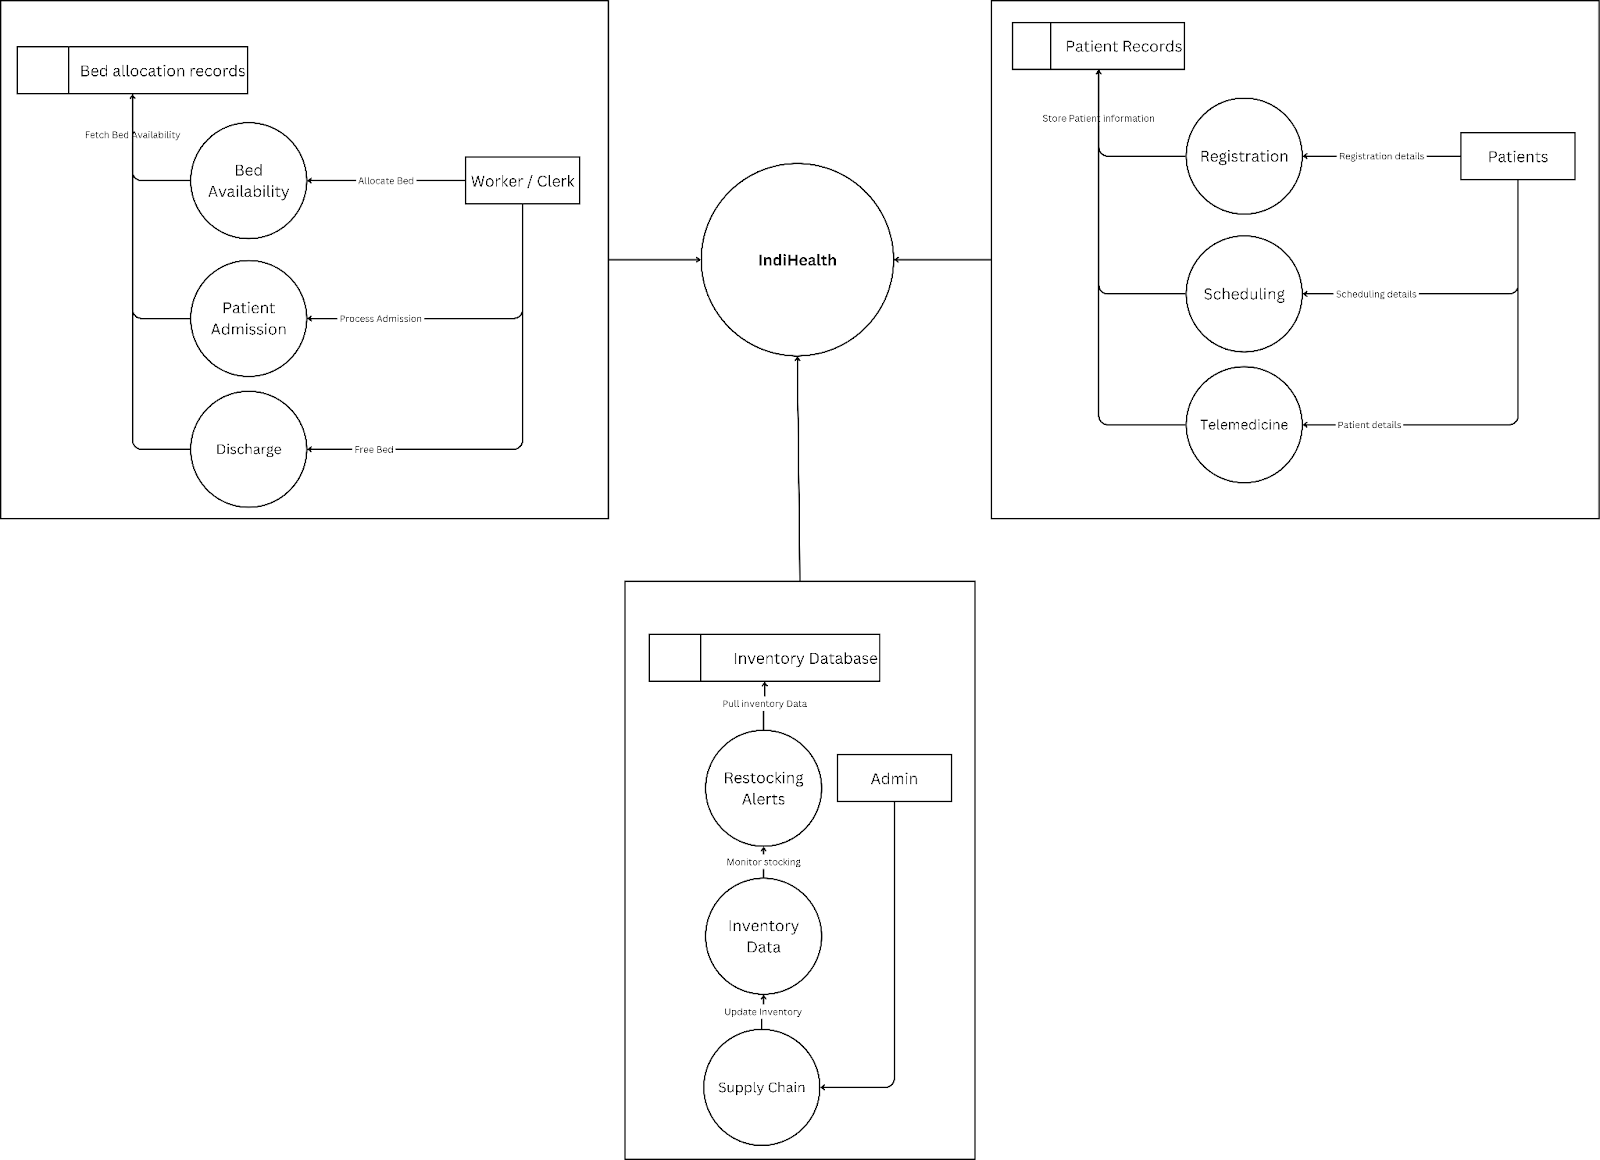 Bed allocation records
Fetch Bed Availability
Bed
Availability
Allocate Bed
Worker / Clerk
Patient
Admission
Process Admission
Discharge
Free Bed
IndiHealth
Patient Records
Store Patient information
Registration
Registration details
Patients
Scheduling
Scheduling details
Telemedicine
Patient details
Inventory Database
Pull inventory Data
Restocking
Alerts
Admin
Monitor stocking
Inventory
Data
Update Inventory
Supply Chain